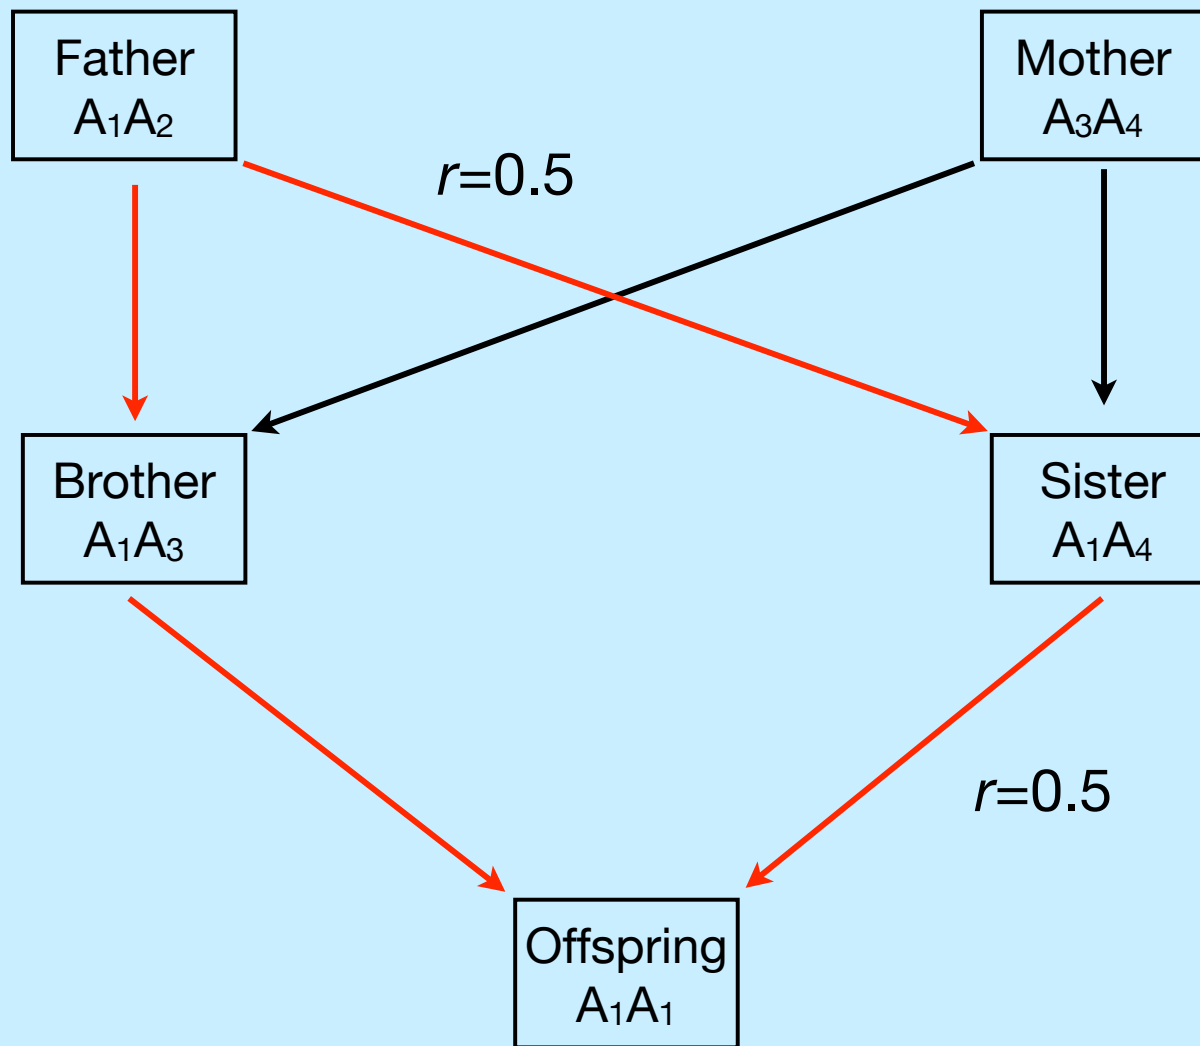 Father
A₁A₂
Mother
A₃A₄
r=0.5
Brother
A₁A₃
Sister
A₁A₄
r=0.5
Offspring
A₁A₁